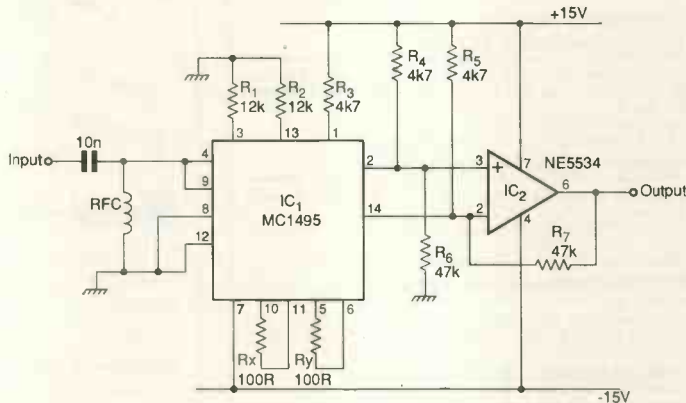 +15V
R1
12k
R2
12k
R3
4k7
R4
4k7
R5
4k7
10n
Input
RFC
3
13
1
4
9
8
12
IC1
MC1495
2
14
7
10
11
5
6
Rx
100R
Ry
100R
R6
47k
3
+
2
IC2
7
4
6
NE5534
Output
R7
47k
-15V